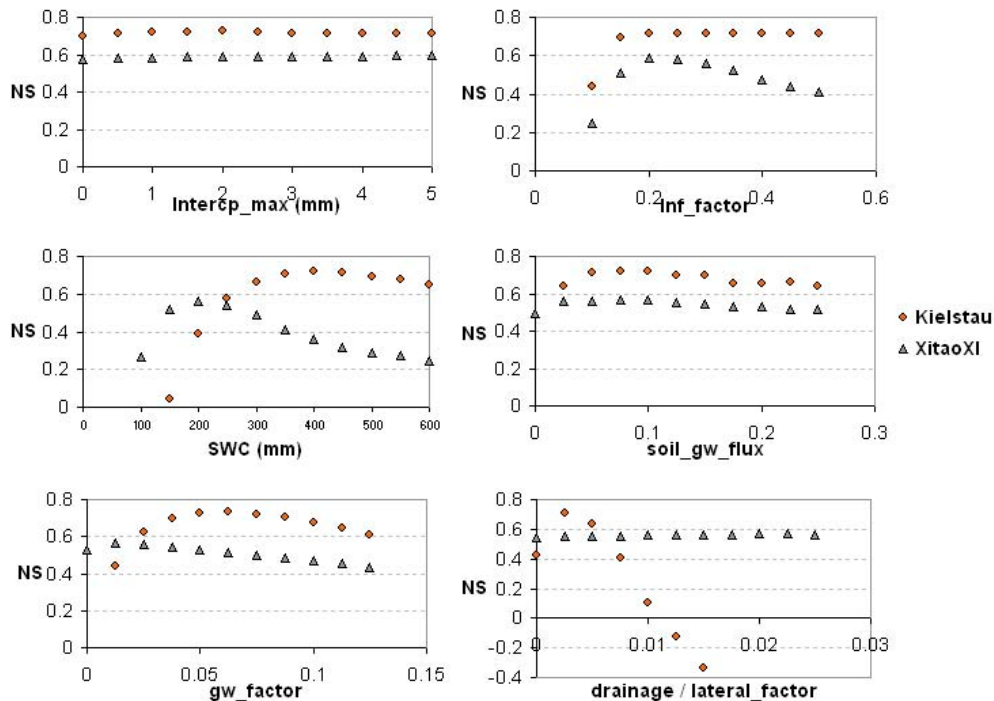 0.8
0.6
NS 0.4
0.2
0
0 1 2 3 4 5
Intercp_max (mm)
0.8
0.6
NS 0.4
0.2
0
0 0.2 0.4 0.6
Inf_factor
0.8
0.6
NS 0.4
0.2
0
0 100 200 300 400 500 600
SWC (mm)
0.8
0.6
NS 0.4
0.2
0
0 0.1 0.2 0.3
soil_gw_flux
Kielstau
XitaoXI
0.8
0.6
NS 0.4
0.2
0
0 0.05 0.1 0.15
gw_factor
0.8
0.6
0.4
NS 0.2
0
-0.2
-0.4
0 0.01 0.02 0.03
drainage / lateral_factor